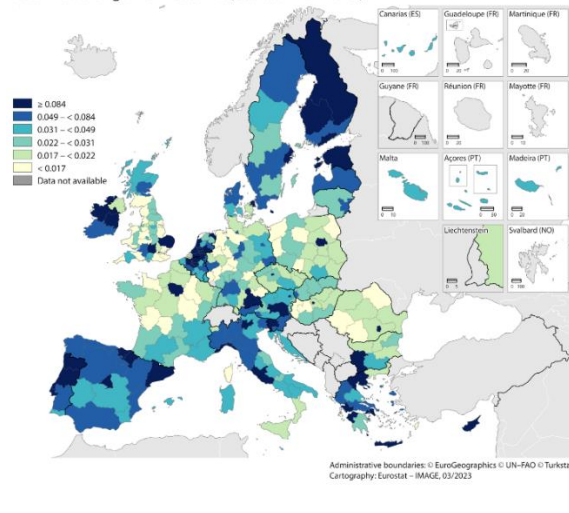 Canarias (ES)
Guadeloupe (FR)
Martinique (FR)
≥ 0.084
0.049 – < 0.084
0.031 – < 0.049
0.022 – < 0.031
0.017 – < 0.022
< 0.017
Data not available
Guyane (FR)
Réunion (FR)
Mayotte (FR)
Malta
Açores (PT)
Madeira (PT)
Liechtenstein
Svalbard (NO)
Administrative boundaries: © EuroGeographics © UN–FAO © Turksta
Cartography: Eurostat – IMAGE, 03/2023